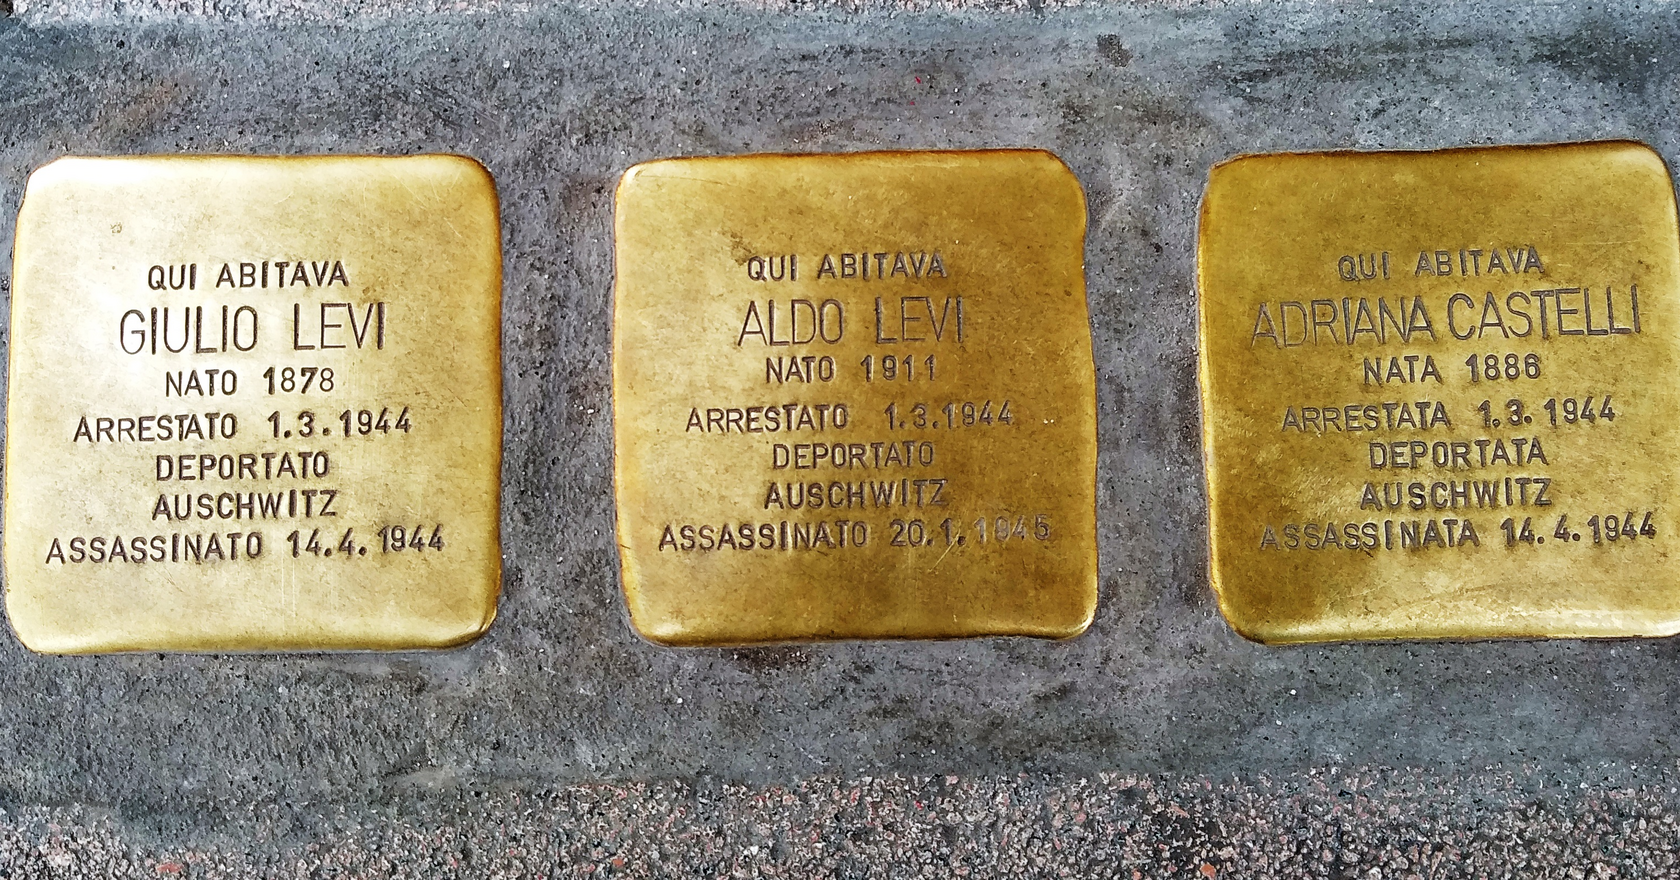 QUI ABITAVA
GIULIO LEVI
NATO 1878
ARRESTATO 1.3.1944
DEPORTATO
AUSCHWITZ
ASSASSINATO 14.4.1944
QUI ABITAVA
ALDO LEVI
NATO 1911
ARRESTATO 1.3.1944
DEPORTATO
AUSCHWITZ
ASSASSINATO 20.1.1945
QUI ABITAVA
ADRIANA CASTELLI
NATA 1886
ARRESTATA 1.3.1944
DEPORTATA
AUSCHWITZ
ASSASSINATA 14.4.1944